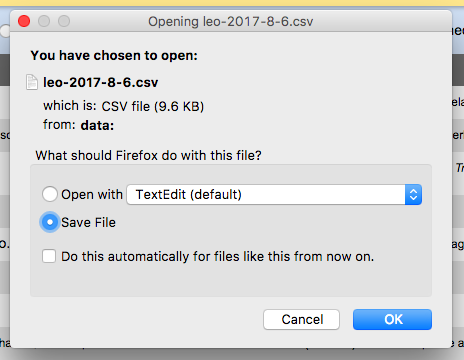 Opening leo-2017-8-6.csv
You have chosen to open:
leo-2017-8-6.csv
which is: CSV file (9.6 KB)
from: data:
What should Firefox do with this file?
Open with TextEdit (default)
Save File
Do this automatically for files like this from now on.
Cancel OK